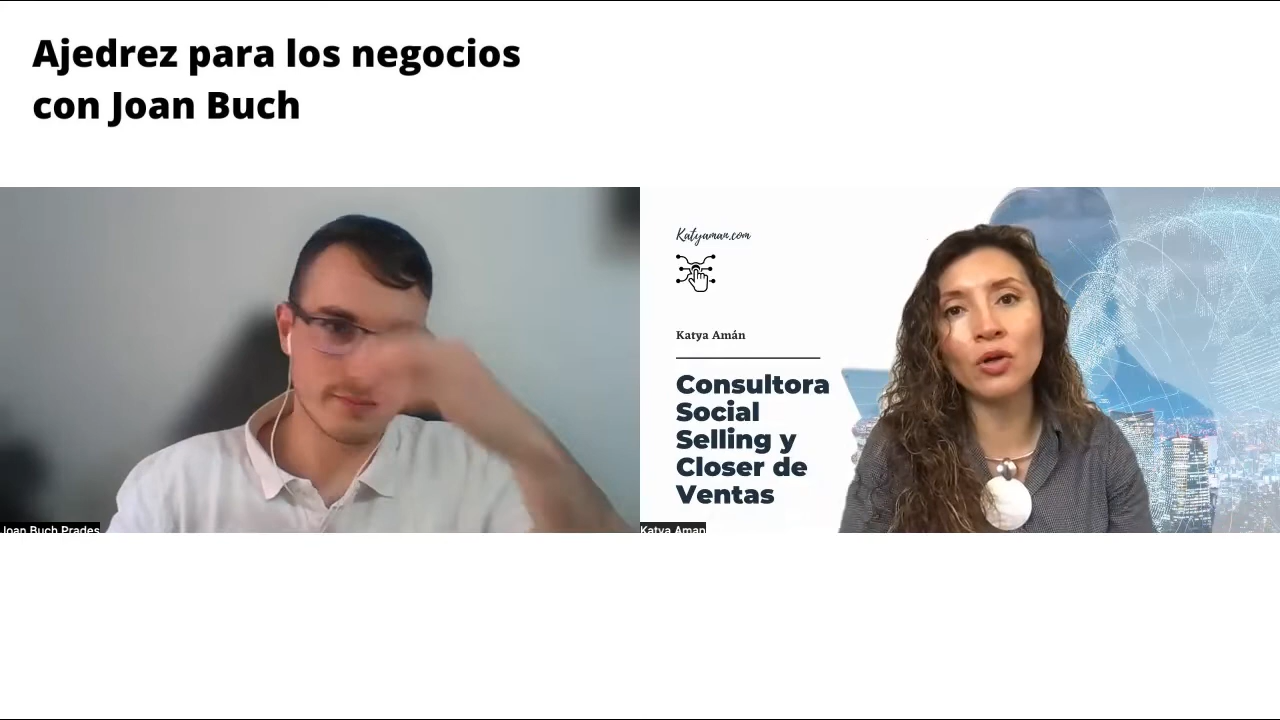 Ajedrez para los negocios
con Joan Buch
Katyaman.com
Katya Amán
Consultora
Social
Selling y
Closer de
Ventas
Joan Buch Prades
Katya Aman